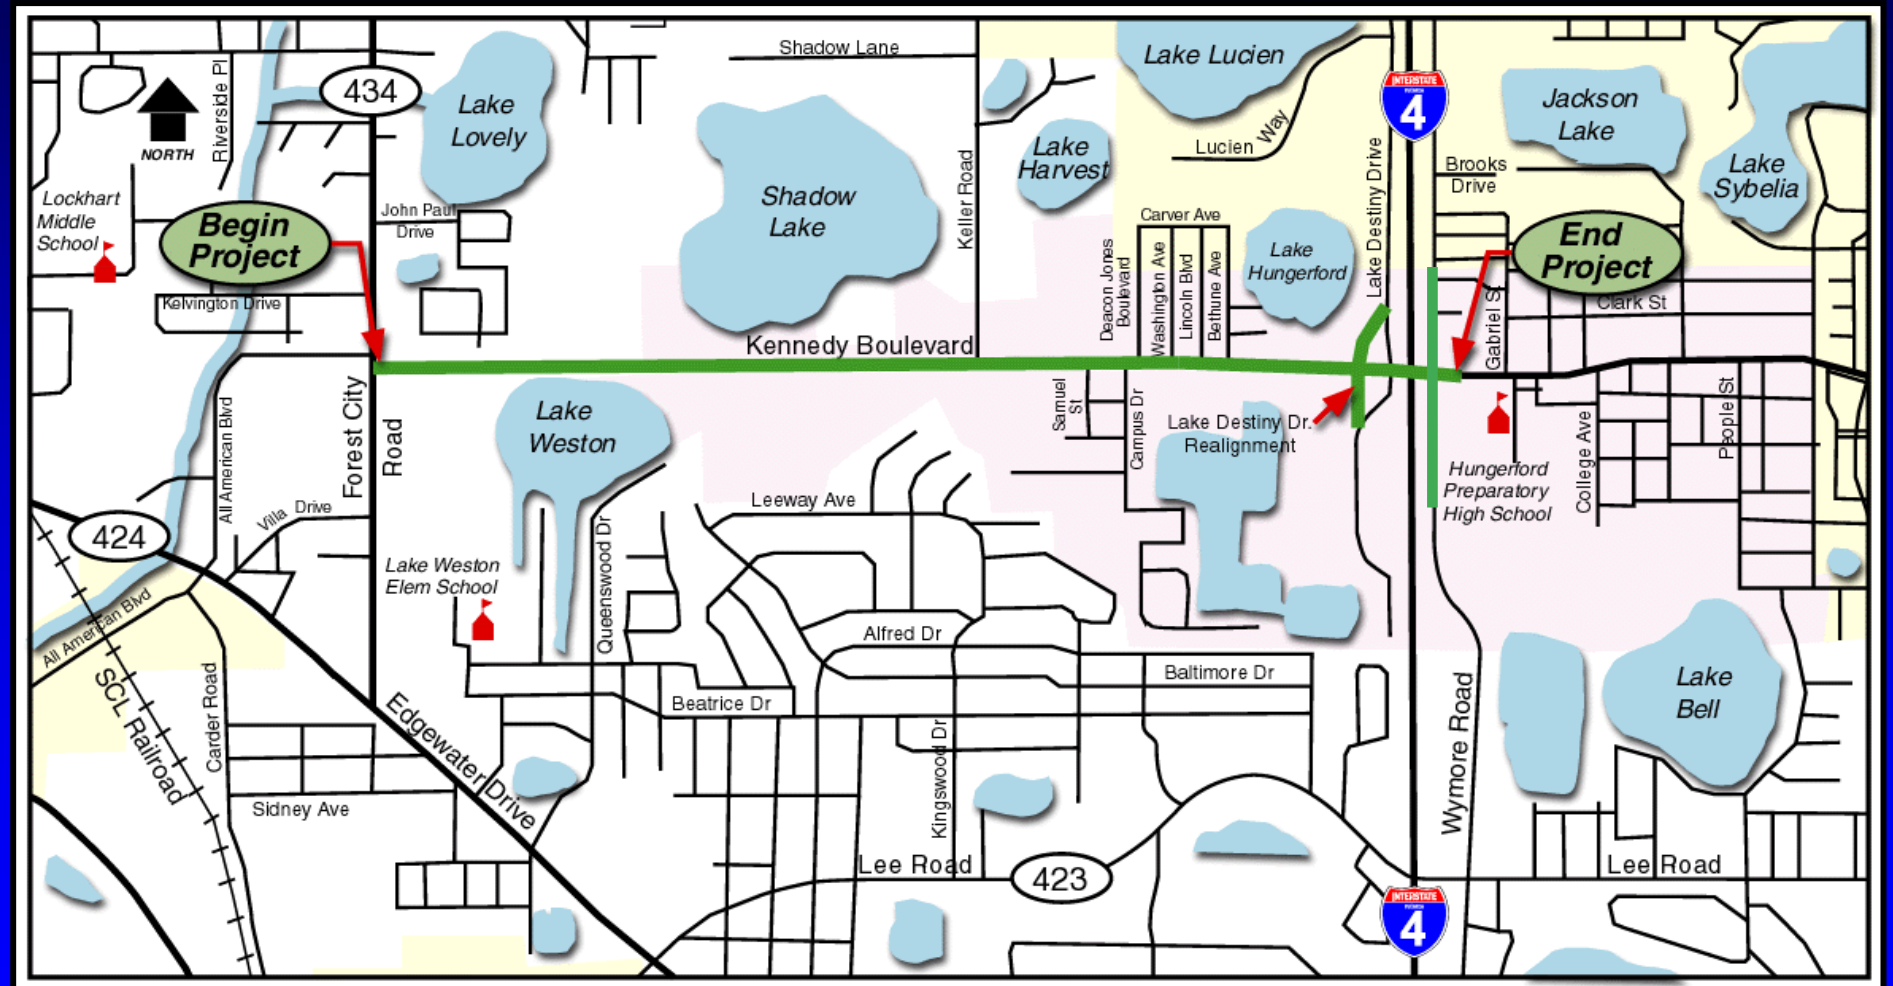 Shadow Lane
Lake Lucien
INTERSTATE
4
434
Lake
Lovely
Jackson
Lake
Riverside Pl
NORTH
Lucien Way
Lake
Harvest
Brooks
Drive
Lake
Sybelia
Lockhart
Middle
School
Begin
Project
John Paul
Drive
Shadow
Lake
Keller Road
Carver Ave
Deacon Jones
Boulevard
Washington Ave
Lincoln Blvd
Bethune Ave
Lake
Hungerford
Lake Destiny Drive
End
Project
Kelvington Drive
Clark St
Gabriel St
Kennedy Boulevard
Forest City
Road
All American Blvd
Lake
Weston
Samuel
St
Campus Dr
Lake Destiny Dr.
Realignment
College Ave
People St
Hungerford
Preparatory
High School
Villa Drive
Leeway Ave
424
Lake Weston
Elem School
Queenswood Dr
All American Blvd
Alfred Dr
Baltimore Dr
Beatrice Dr
Lake
Bell
SCL Railroad
Carder Road
Edgewater Drive
Kingswood Dr
Wymore Road
Sidney Ave
Lee Road
423
Lee Road
INTERSTATE
4